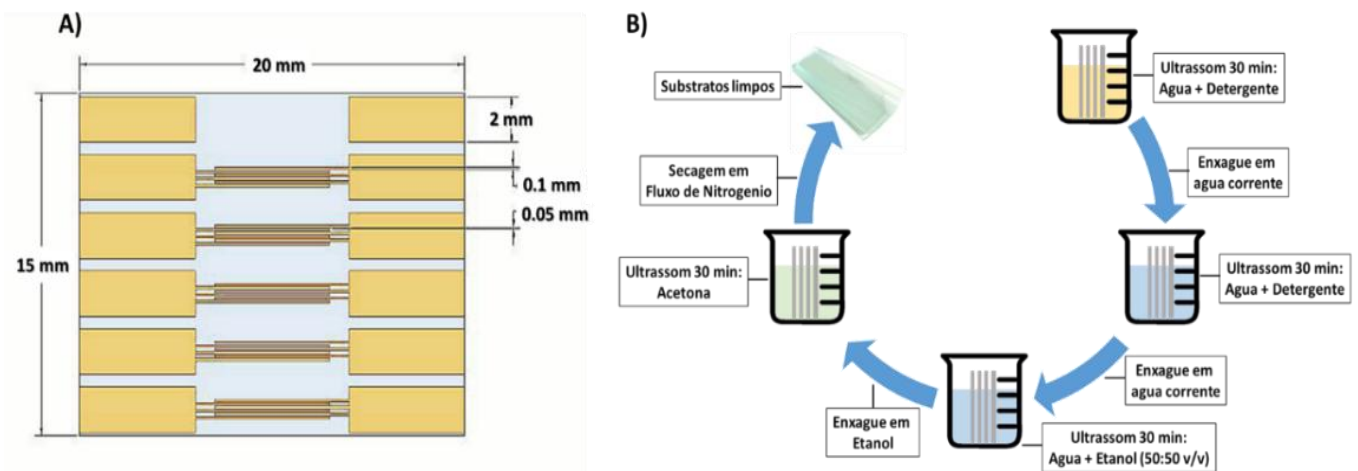 A)
20 mm
2 mm
0.1 mm
0.05 mm
15 mm
B)
Substratos limpos
Ultrassom 30 min:
Agua + Detergente
Secagem em
Fluxo de Nitrogenio
Enxague em
agua corrente
Ultrassom 30 min:
Acetona
Ultrassom 30 min:
Agua + Detergente
Enxague em
agua corrente
Enxague em
Etanol
Ultrassom 30 min:
Agua + Etanol (50:50 v/v)